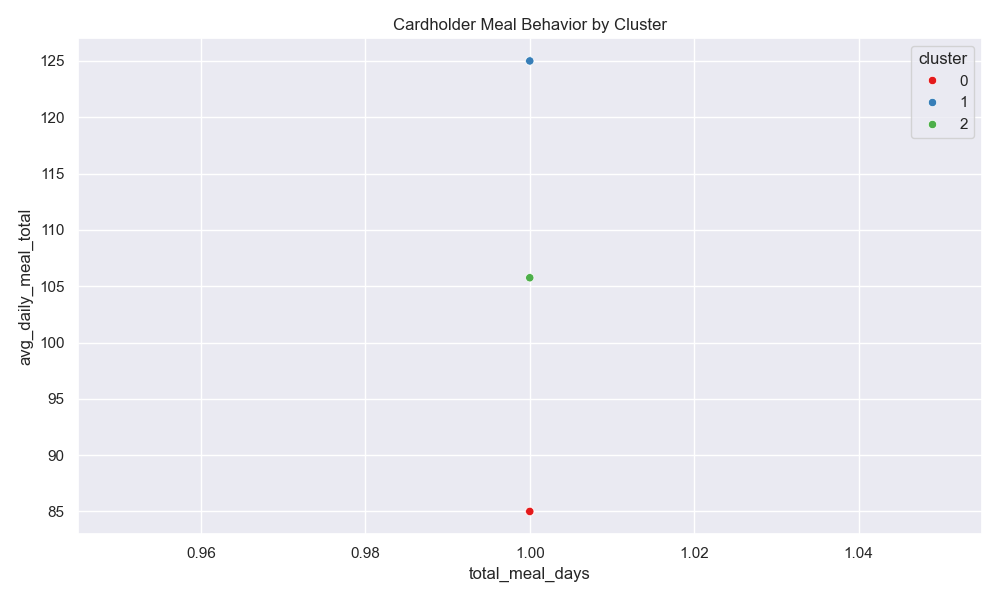 Cardholder Meal Behavior by Cluster
cluster
0
1
2
125
120
115
110
105
100
95
90
85
avg_daily_meal_total
0.96 0.98 1.00 1.02 1.04
total_meal_days